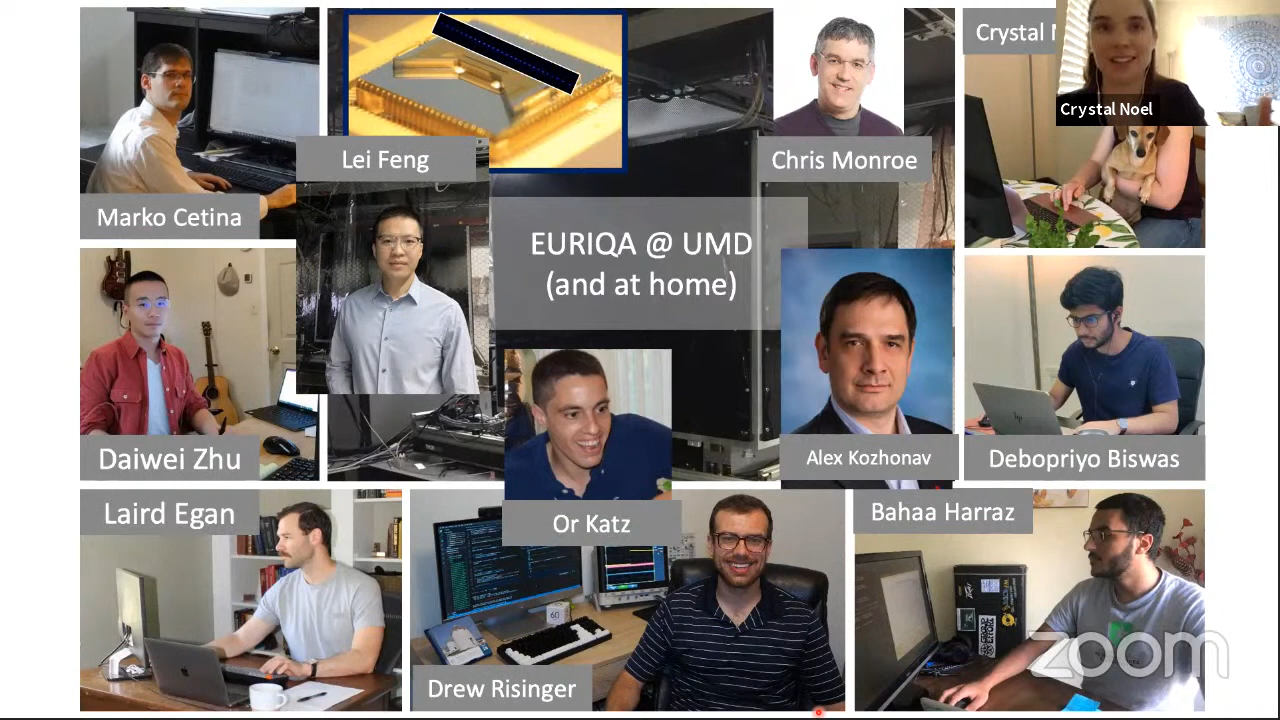 Crystal N
Crystal Noel
Lei Feng
Chris Monroe
Marko Cetina
EURIQA @ UMD
(and at home)
Daiwei Zhu
Alex Kozhonav
Debopriyo Biswas
Laird Egan
Or Katz
Bahaa Harraz
Drew Risinger
zoom